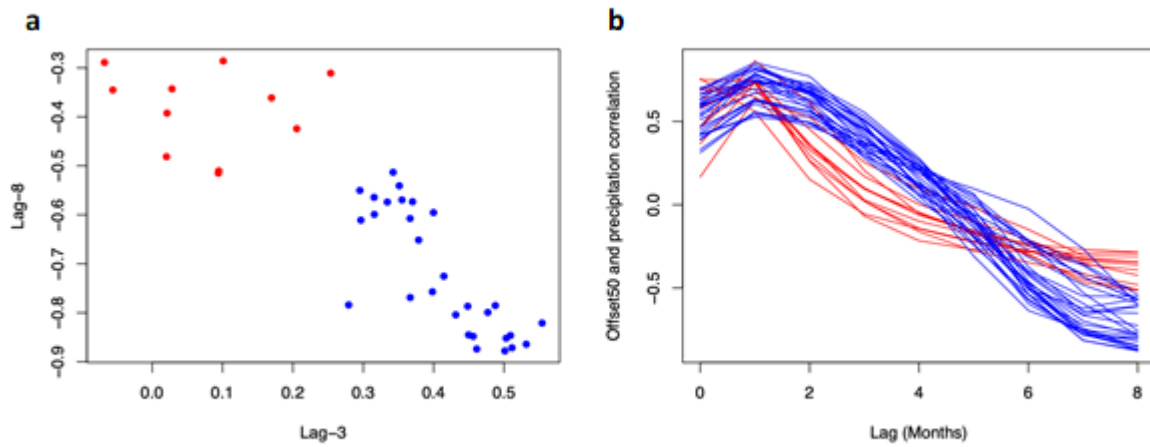 a
−0.3
−0.4
−0.5
−0.6
−0.7
−0.8
−0.9
Lag−8
0.0 0.1 0.2 0.3 0.4 0.5
Lag−3
b
0.5
0.0
−0.5
Offset50 and precipitation correlation
0 2 4 6 8
Lag (Months)